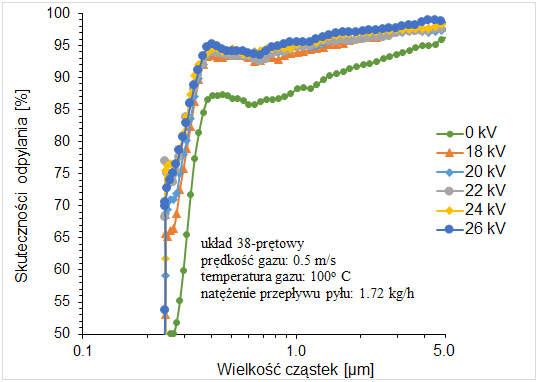 Skuteczności odpylania [%]
100
95
90
85
80
75
70
65
60
55
50
0 kV
18 kV
20 kV
22 kV
24 kV
26 kV
układ 38-prętowy
prędkość gazu: 0.5 m/s
temperatura gazu: 100° C
natężenie przepływu pyłu: 1.72 kg/h
0.1
1.0
5.0
Wielkość cząstek [µm]